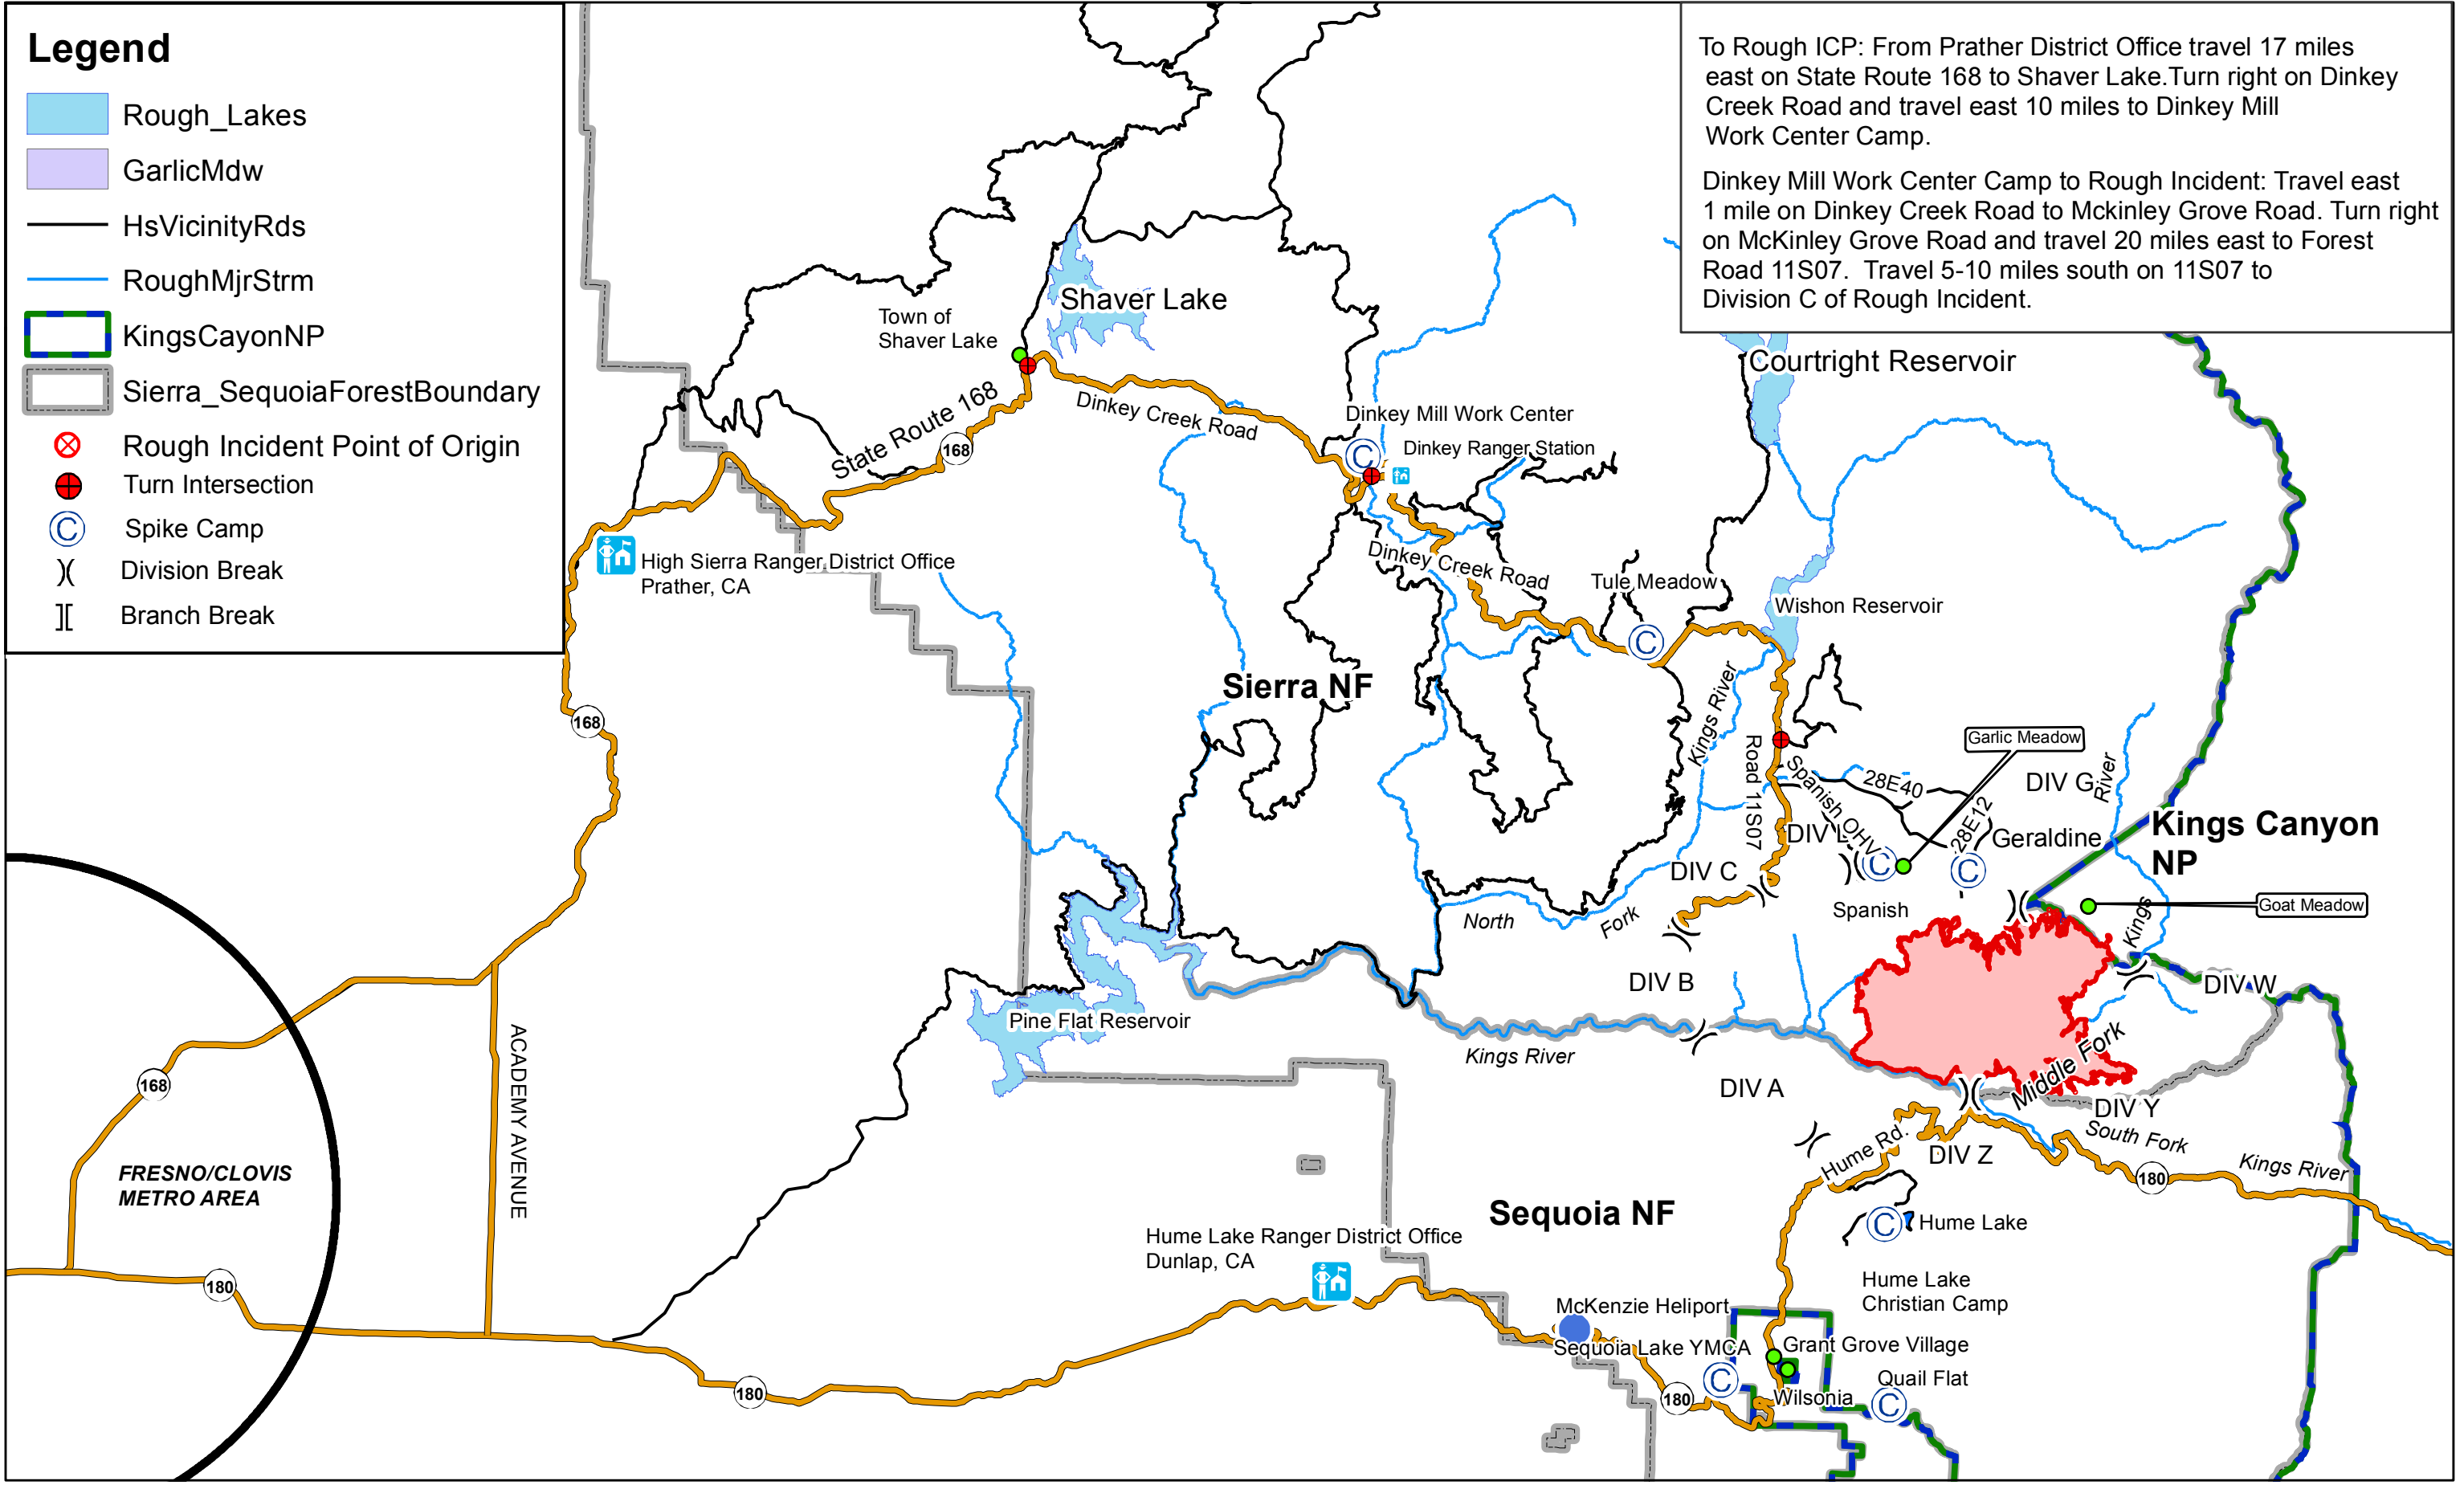 Legend
Rough_Lakes
GarlicMdw
HsVicinityRds
RoughMjrStrm
KingsCayonNP
Sierra_SequoiaForestBoundary
Rough Incident Point of Origin
Turn Intersection
C
Spike Camp
Division Break
Branch Break
To Rough ICP: From Prather District Office travel 17 miles
east on State Route 168 to Shaver Lake.Turn right on Dinkey
Creek Road and travel east 10 miles to Dinkey Mill
Work Center Camp.
Dinkey Mill Work Center Camp to Rough Incident: Travel east
1 mile on Dinkey Creek Road to Mckinley Grove Road. Turn right
on McKinley Grove Road and travel 20 miles east to Forest
Road 11S07. Travel 5-10 miles south on 11S07 to
Division C of Rough Incident.
Shaver Lake
Town of
Shaver Lake
Courtright Reservoir
State Route 168
168
Dinkey Creek Road
Dinkey Mill Work Center
C
Dinkey Ranger Station
High Sierra Ranger District Office
Prather, CA
Dinkey Creek Road
Tule Meadow
C
Wishon Reservoir
Sierra NF
168
Kings River
Road 11S07
Garlic Meadow
Spanish OHV
28E40
28E12
DIV G
River
Kings Canyon
NP
Geraldine
C
C
DIV C
Spanish
North
Fork
Goat Meadow
Kings
DIV B
DIV W
Pine Flat Reservoir
Kings River
Middle Fork
DIV A
DIV Y
South Fork
Kings River
180
ACADEMY AVENUE
168
FRESNO/CLOVIS
METRO AREA
Hume Rd.
DIV Z
Sequoia NF
C
Hume Lake
Hume Lake Ranger District Office
Dunlap, CA
180
Hume Lake
Christian Camp
McKenzie Heliport
Sequoia Lake YMCA
C
Grant Grove Village
Quail Flat
C
Wilsonia
180
180